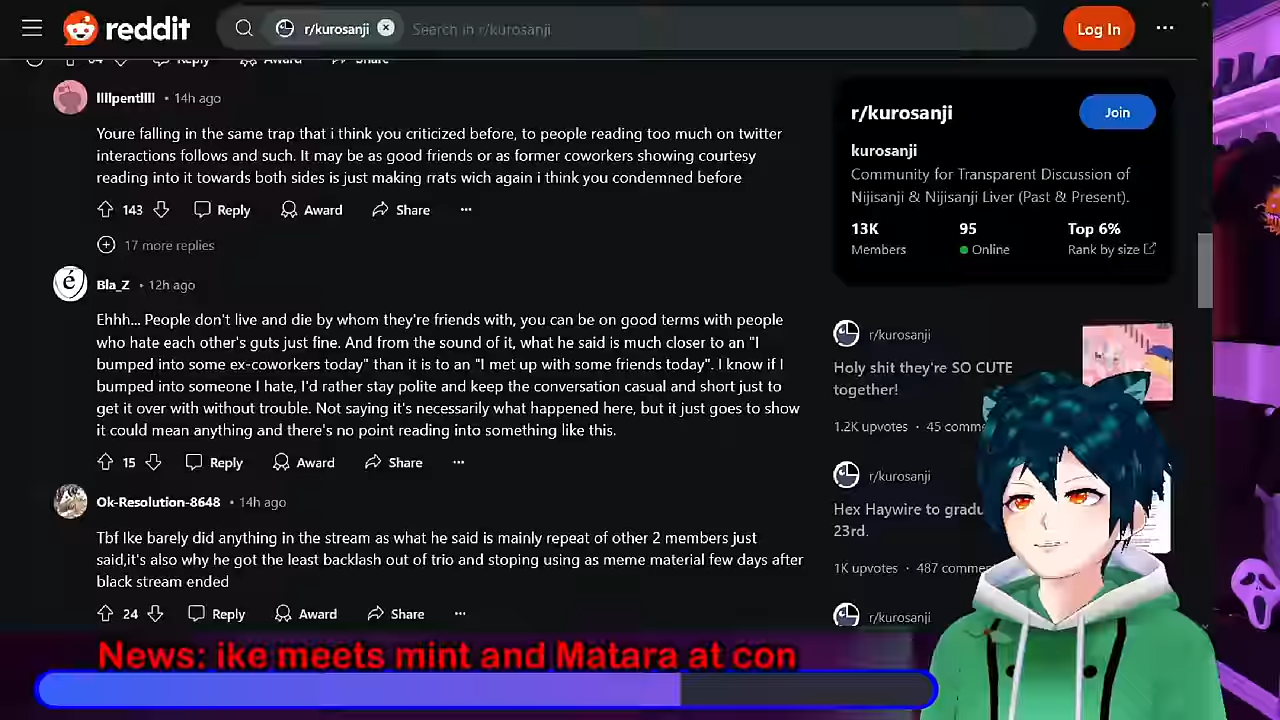 reddit
r/kurosanji
Search in r/kurosanji
Log In
64
Reply
Award
Share
llllpentllll • 14h ago
Youre falling in the same trap that i think you criticized before, to people reading too much on twitter
interactions follows and such. It may be as good friends or as former coworkers showing courtesy
reading into it towards both sides is just making rrats wich again i think you condemned before
143
Reply
Award
Share
17 more replies
Bla_Z • 12h ago
Ehhh... People don't live and die by whom they're friends with, you can be on good terms with people
who hate each other's guts just fine. And from the sound of it, what he said is much closer to an "I
bumped into some ex-coworkers today" than it is to an "I met up with some friends today". I know if I
bumped into someone I hate, I'd rather stay polite and keep the conversation casual and short just to
get it over with without trouble. Not saying it's necessarily what happened here, but it just goes to show
it could mean anything and there's no point reading into something like this.
15
Reply
Award
Share
Ok-Resolution-8648 • 14h ago
Tbf Ike barely did anything in the stream as what he said is mainly repeat of other 2 members just
said,it's also why he got the least backlash out of trio and stoping using as meme material few days after
black stream ended
24
Reply
Award
Share
r/kurosanji
Join
kurosanji
Community for Transparent Discussion of
Nijisanji & Nijisanji Liver (Past & Present).
13K
95
Top 6%
Members
Online
Rank by size
r/kurosanji
Holy shit they're SO CUTE
together!
1.2K upvotes • 45 comme
r/kurosanji
Hex Haywire to gradu
23rd.
1K upvotes • 487 commen
r/kurosanji
News: ike meets mint and Matara at con